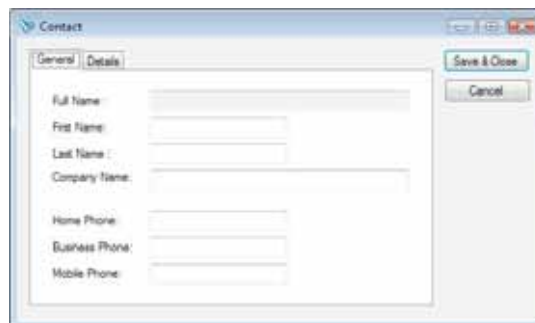 Contact
General Details
Save & Close
Cancel
Full Name:
First Name:
Last Name :
Company Name:
Home Phone:
Business Phone:
Mobile Phone: